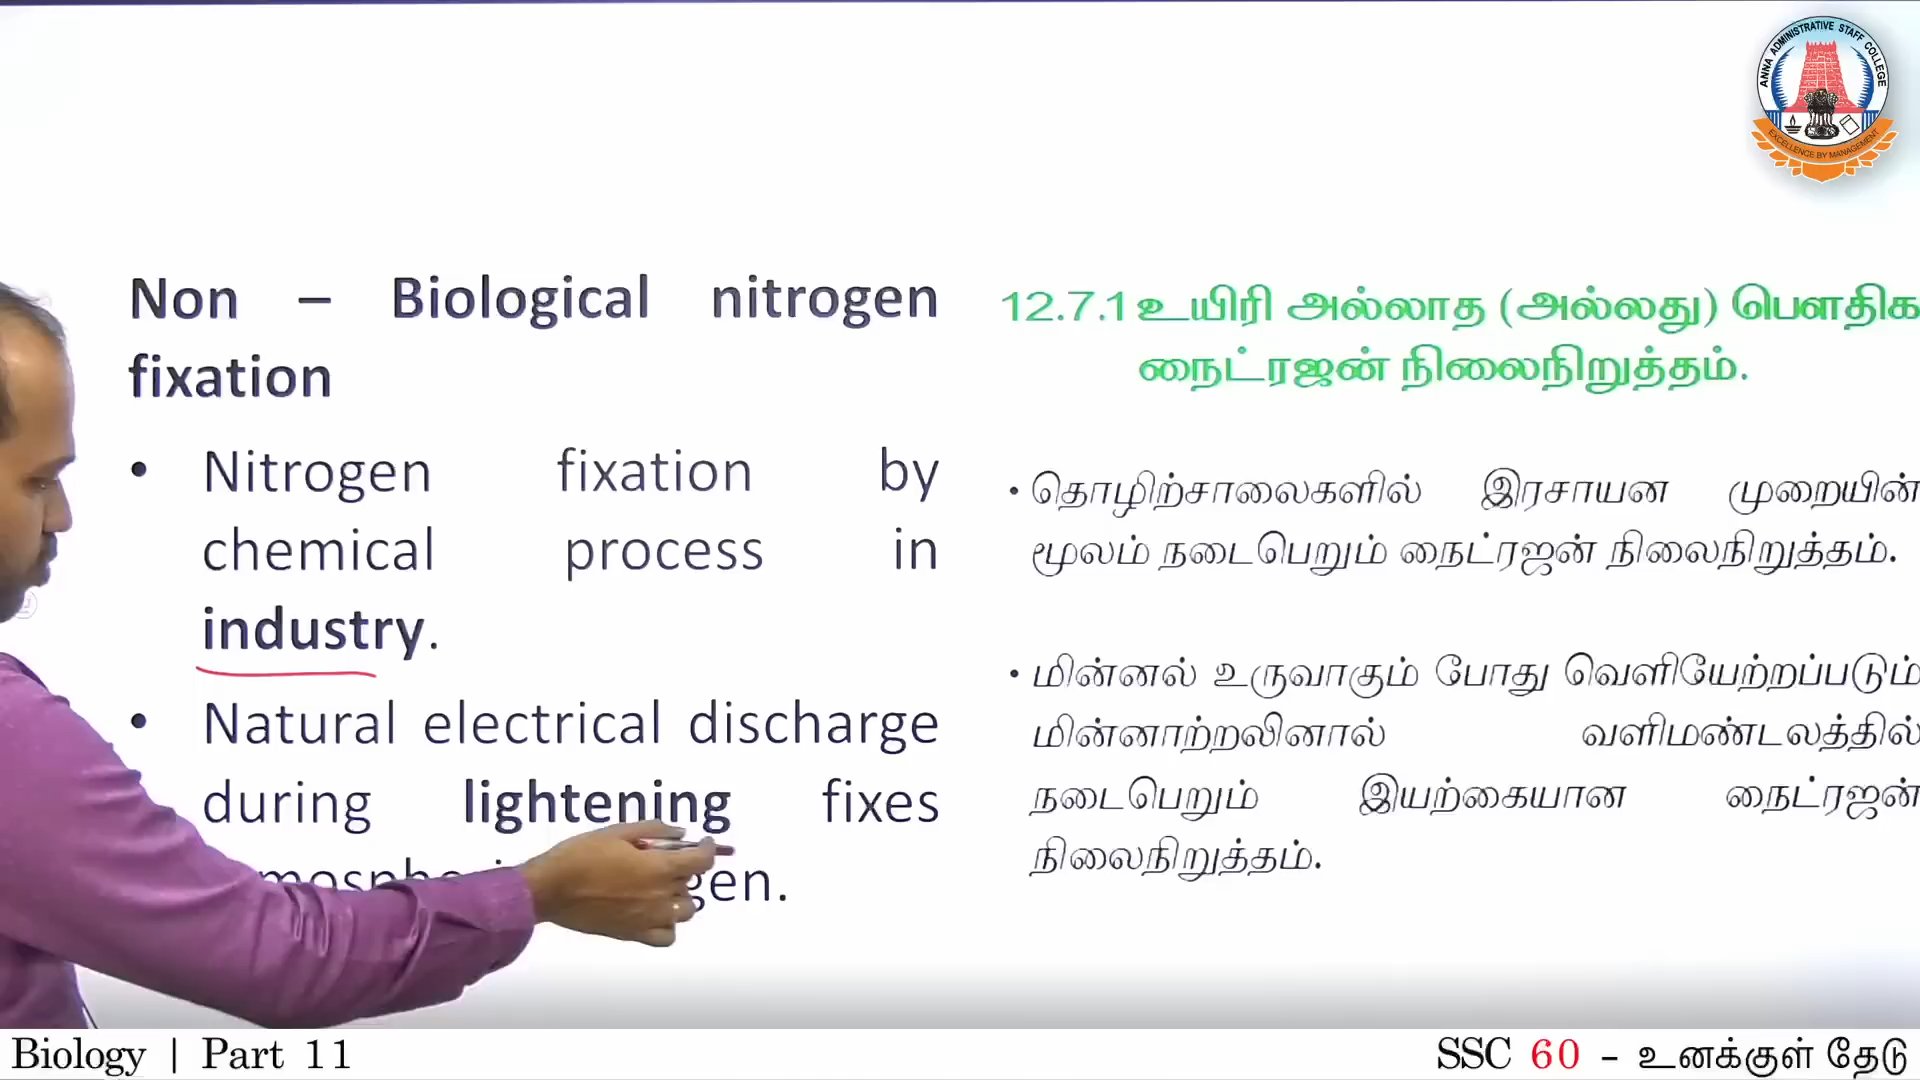 ANNA ADMINISTRATIVE STAFF COLLEGE
EXCELLENCE BY MANAGEMENT
Non – Biological nitrogen
fixation
• Nitrogen fixation by
chemical process in
industry.
• Natural electrical discharge
during lightening fixes
12.7.1 உயிரி அல்லாத (அல்லது) பௌதிக
நைட்ரஜன் நிலைநிறுத்தம்.
• தொழிற்சாலைகளில் இரசாயன முறையின்
மூலம் நடைபெறும் நைட்ரஜன் நிலைநிறுத்தம்.
• மின்னல் உருவாகும் போது வெளியேற்றப்படும்
மின்னாற்றலினால் வளிமண்டலத்தில்
நடைபெறும் இயற்கையான நைட்ரஜன்
நிலைநிறுத்தம்.
Biology | Part 11
SSC 60 - உனக்குள் தேடு